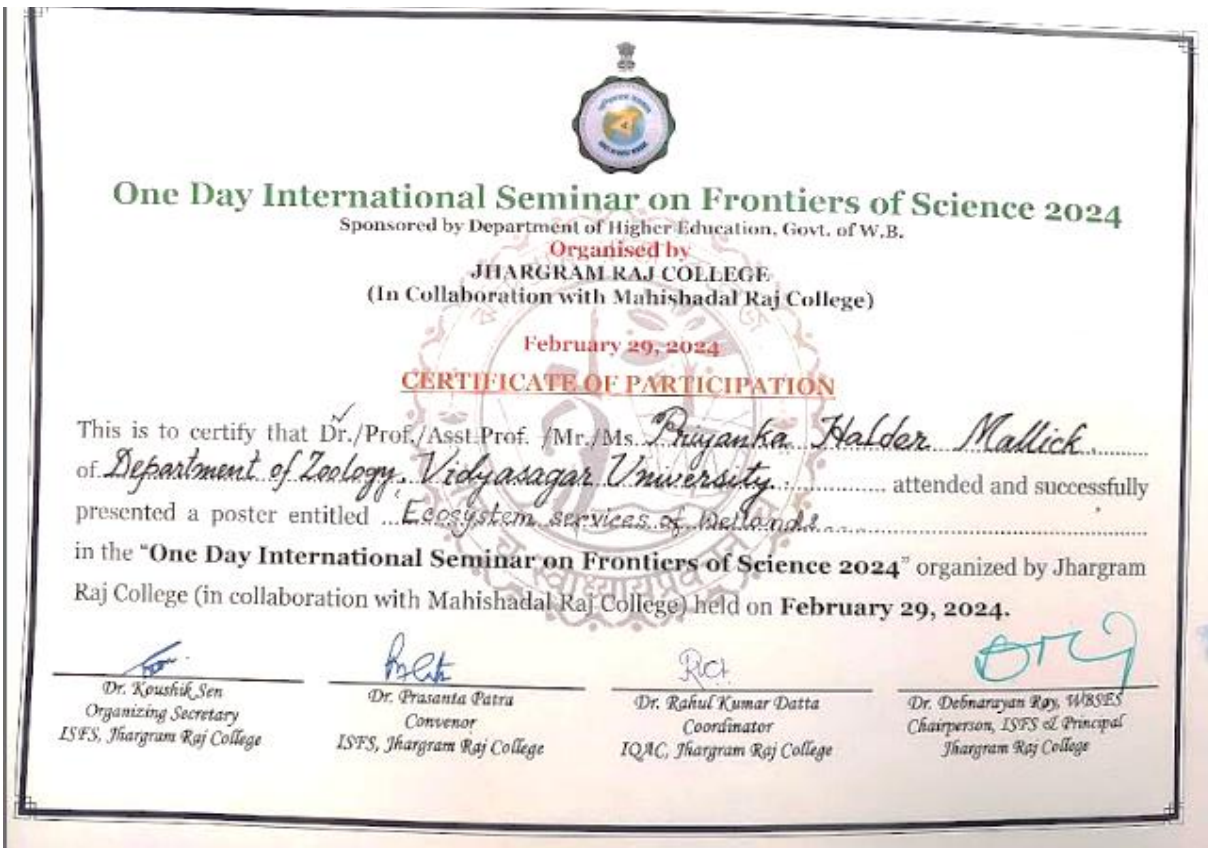 One Day International Seminar on Frontiers of Science 2024
Sponsored by Department of Higher Education, Govt. of W.B.
Organised by
JHARGRAM RAJ COLLEGE
(In Collaboration with Mahishadal Raj College)
February 29, 2024
CERTIFICATE OF PARTICIPATION
This is to certify that Dr./Prof./Asst.Prof. /Mr./Ms. Priyanka Halder Mallick
of Department of Zoology, Vidyasagar University. attended and successfully
presented a poster entitled Ecosystem services of Wetlands
in the "One Day International Seminar on Frontiers of Science 2024" organized by Jhargram
Raj College (in collaboration with Mahishadal Raj College) held on February 29, 2024.
Dr. Koushik Sen
Organizing Secretary
ISFS, Jhargram Raj College
Dr. Prasanta Patra
Convenor
ISFS, Jhargram Raj College
Dr. Rahul Kumar Datta
Coordinator
IQAC, Jhargram Raj College
Dr. Debnarayan Roy, WBSES
Chairperson, ISFS & Principal
Jhargram Raj College